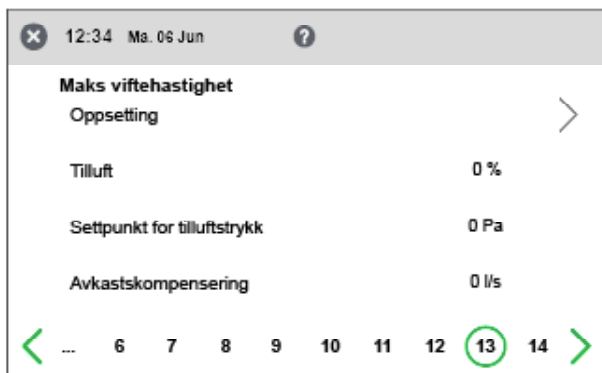 12:34 Ma. 06 Jun ?
Maks viftehastighet
Oppsetting
Tilluft 0 %
Settpunkt for tilluftstrykk 0 Pa
Avkastskompensering 0 l/s
... 6 7 8 9 10 11 12 13 14